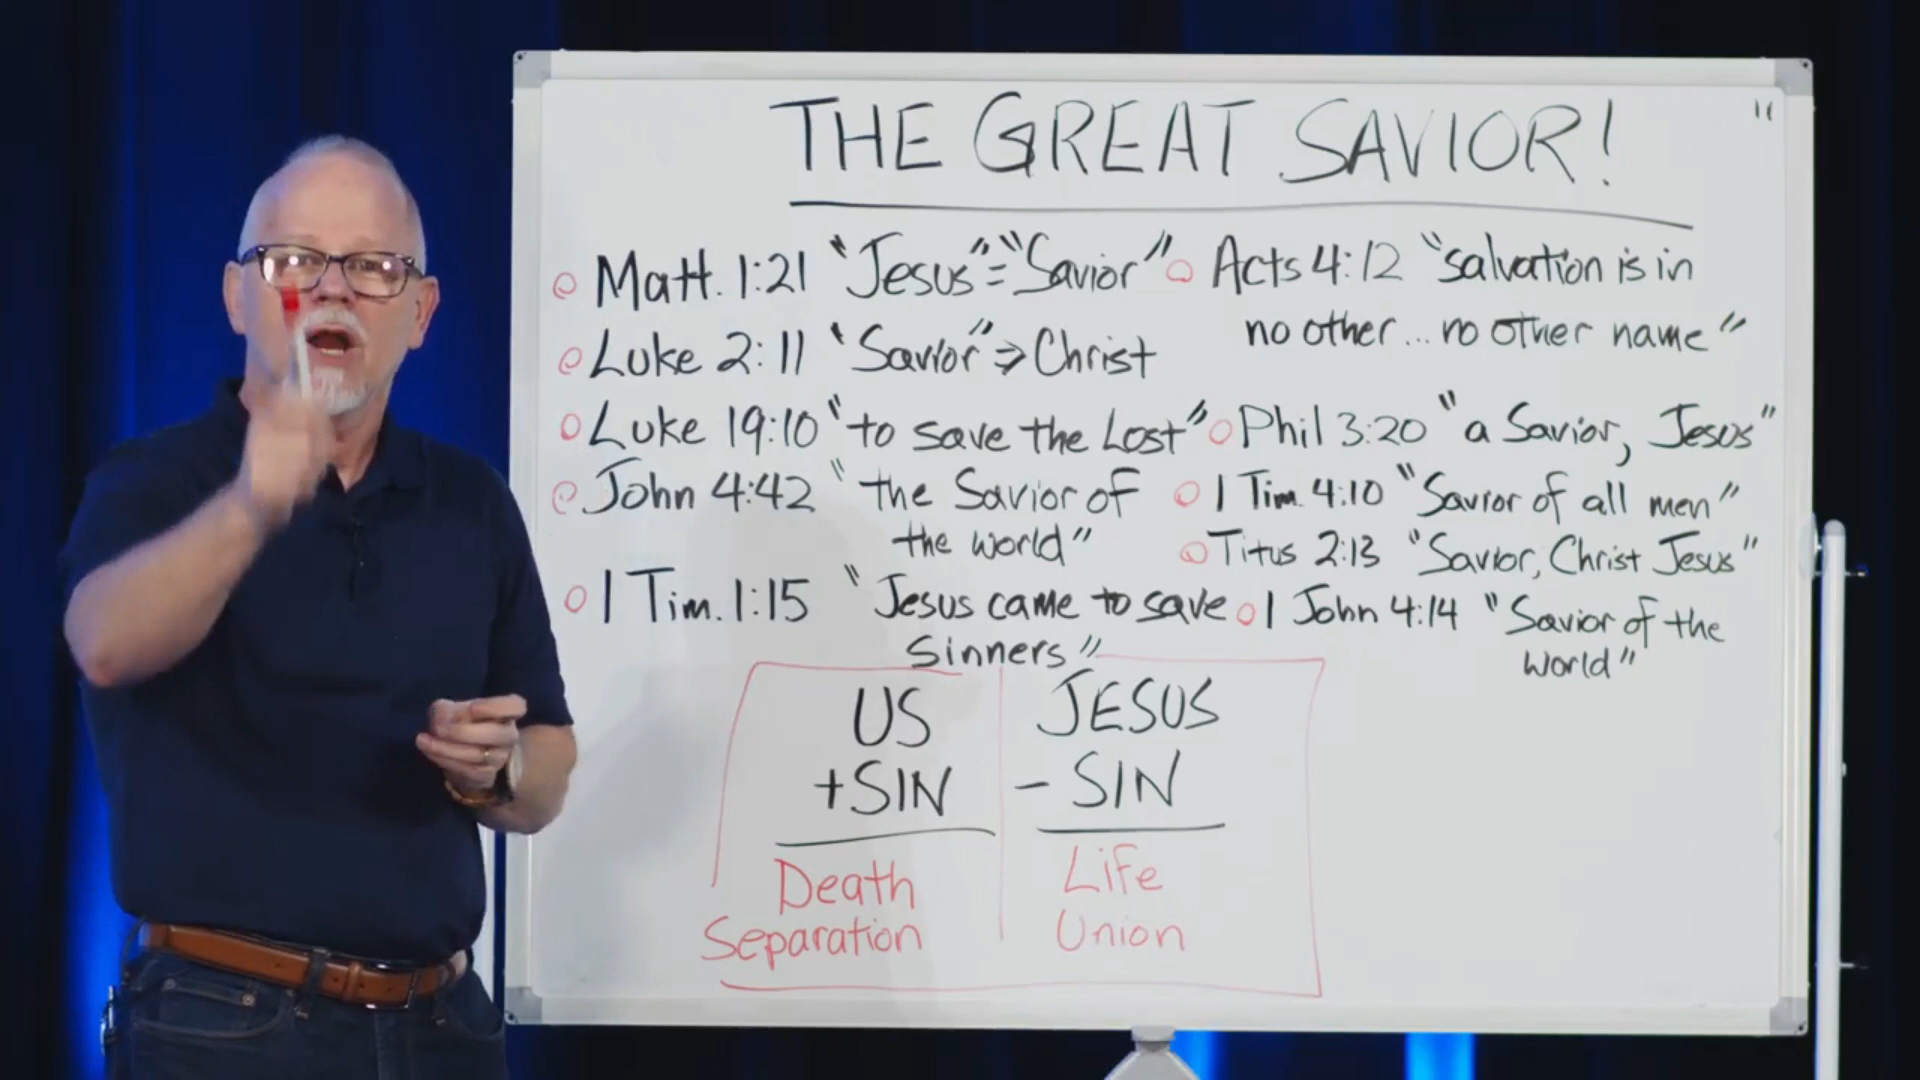 THE GREAT SAVIOR!
"
Matt. 1:21 "Jesus"="Savior"
Luke 2:11 "Savior" ⇒ Christ
Luke 19:10 "to save the Lost"
John 4:42 "the Savior of
the world"
1 Tim. 1:15 "Jesus came to save
Sinners"
Acts 4:12 "salvation is in
no other... no other name"
Phil 3:20 "a Savior, Jesus"
1 Tim. 4:10 "Savior of all men"
Titus 2:13 "Savior, Christ Jesus"
1 John 4:14 "Savior of the
World"
US
+SIN
Death
Separation
JESUS
- SIN
Life
Union